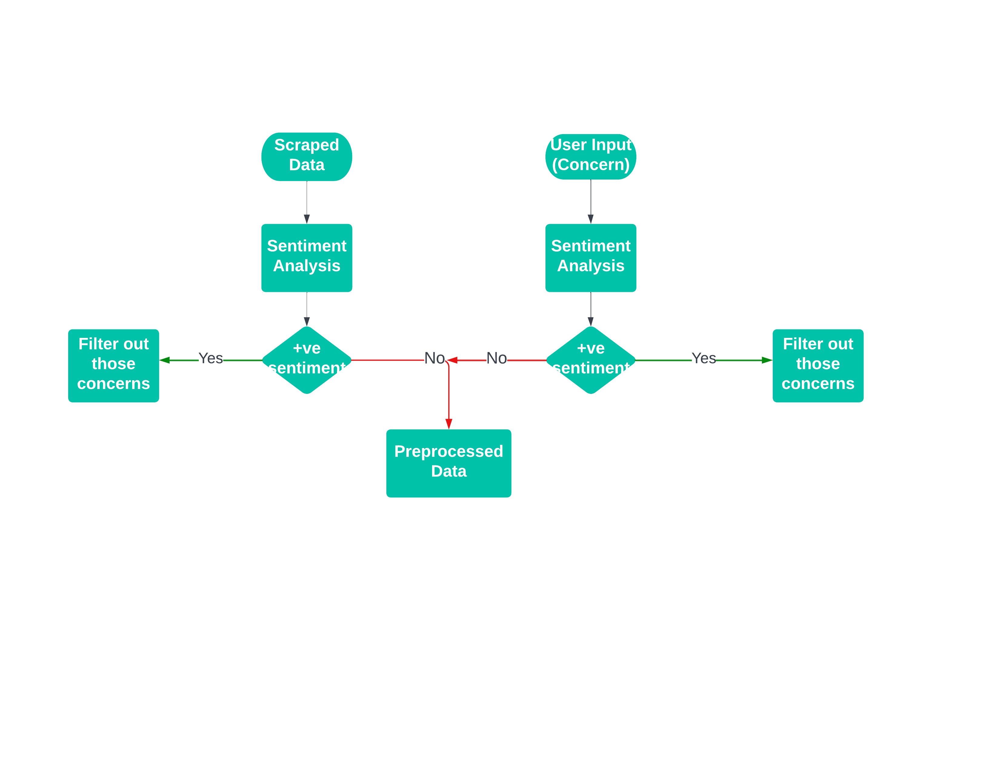 Scraped
Data
User Input
(Concern)
Sentiment
Analysis
Sentiment
Analysis
Filter out
those
concerns
Yes
+ve
sentiment
No
No
+ve
sentiment
Yes
Filter out
those
concerns
Preprocessed
Data